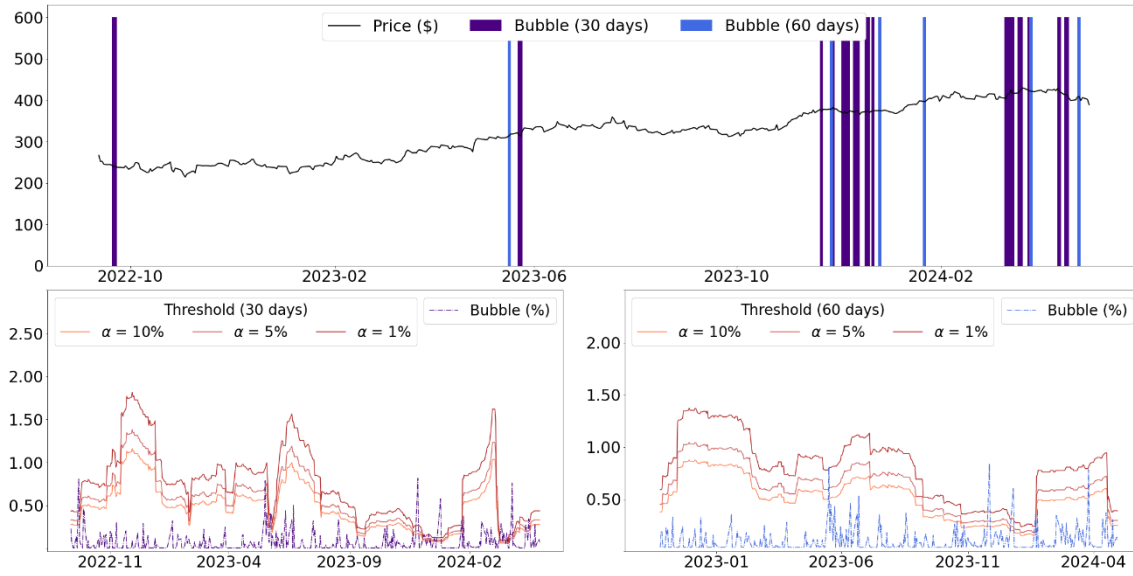 600
Price ($) Bubble (30 days) Bubble (60 days)
500
400
300
200
100
0
2022-10 2023-02 2023-06 2023-10 2024-02
Threshold (30 days)
α = 10% α = 5% α = 1%
Bubble (%)
2.50
2.00
1.50
1.00
0.50
2022-11 2023-04 2023-09 2024-02
Threshold (60 days)
α = 10% α = 5% α = 1%
Bubble (%)
2.00
1.50
1.00
0.50
2023-01 2023-06 2023-11 2024-04